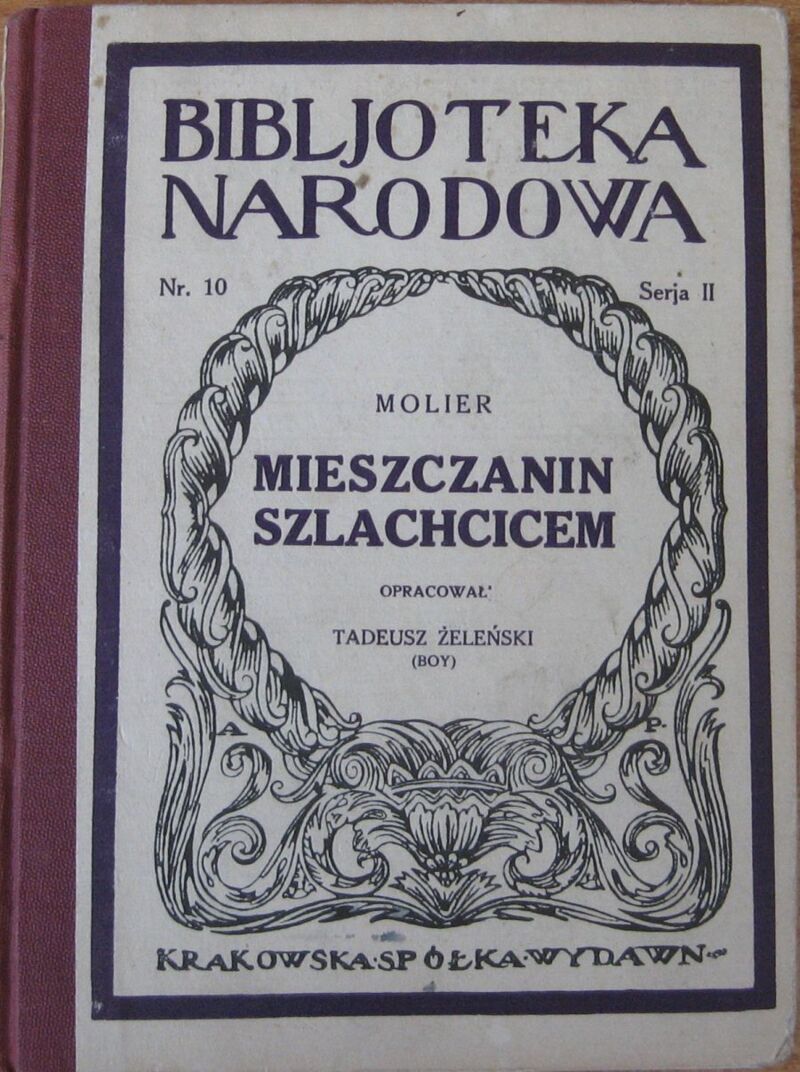 BIBLJOTEKA
NARODOWA
Nr. 10
Serja II
MOLIER
MIESZCZANIN
SZLACHCICEM
OPRACOWAŁ
TADEUSZ ŻELEŃSKI
(BOY)
A. P.
KRAKOWSKA·SPÓŁKA·WYDAWN